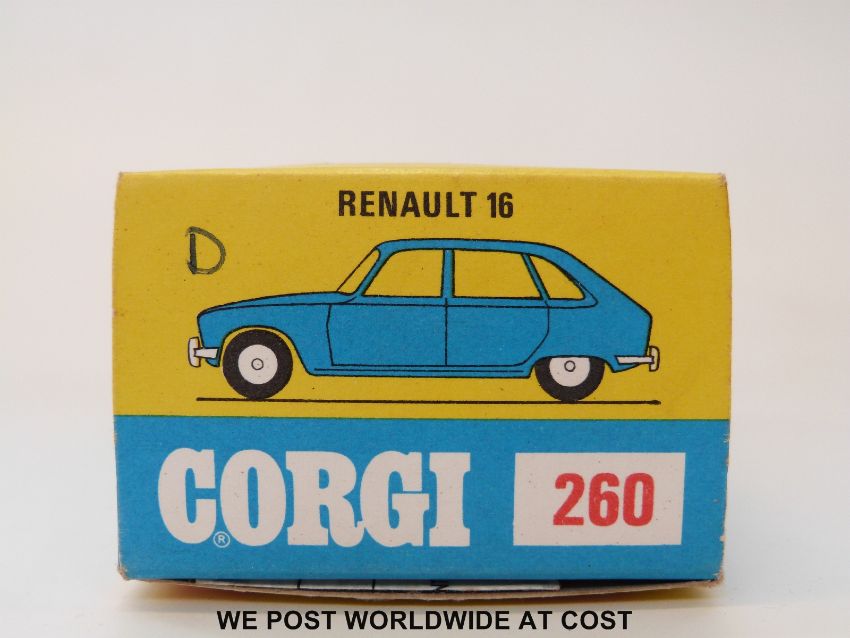 RENAULT 16
D
CORGI ® 260
WE POST WORLDWIDE AT COST